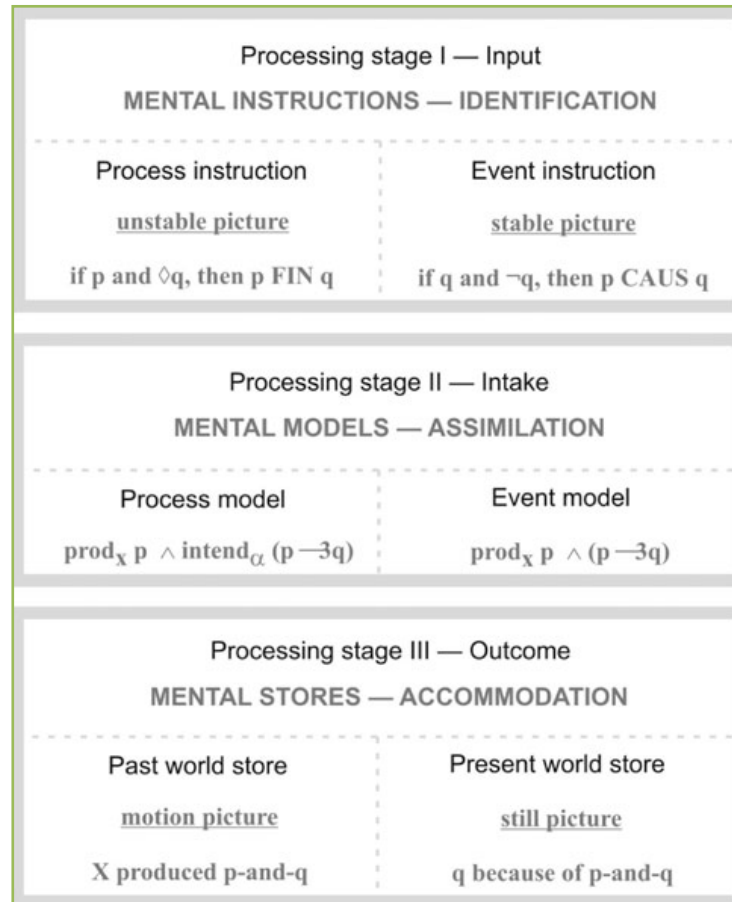 Processing stage I — Input
MENTAL INSTRUCTIONS — IDENTIFICATION
Process instruction
unstable picture
if p and ◊q, then p FIN q
Event instruction
stable picture
if q and ¬q, then p CAUS q
Processing stage II — Intake
MENTAL MODELS — ASSIMILATION
Process model
prodₓ p ∧ intend_α (p —3q)
Event model
prodₓ p ∧ (p —3q)
Processing stage III — Outcome
MENTAL STORES — ACCOMMODATION
Past world store
motion picture
X produced p-and-q
Present world store
still picture
q because of p-and-q